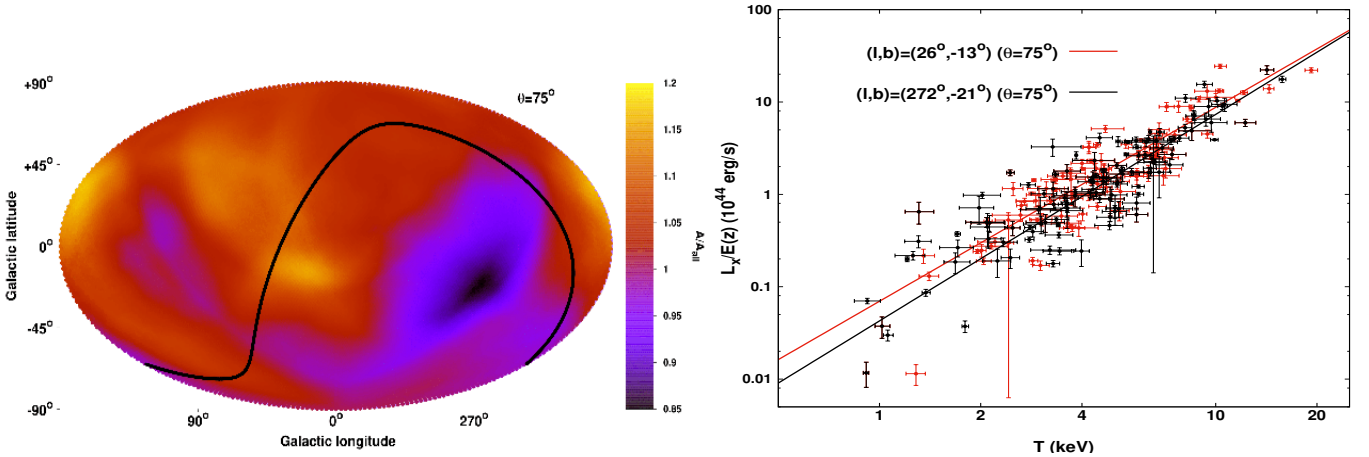 θ=75°
+90°
+45°
0°
-45°
-90°
Galactic latitude
90°
0°
270°
Galactic longitude
1.2
1.15
1.1
1.05
1
0.95
0.9
0.85
A/A_all
(l,b)=(26°,-13°) (θ=75°)
(l,b)=(272°,-21°) (θ=75°)
100
10
1
0.1
0.01
L_x/E(z) (10^44 erg/s)
1 2 4 10 20
T (keV)